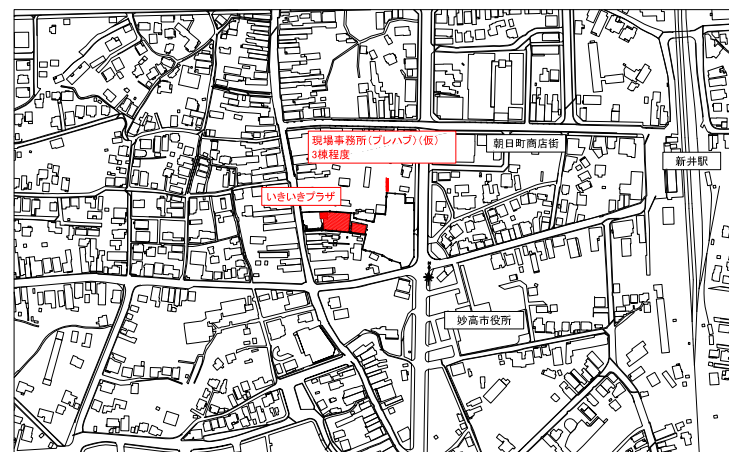 現場事務所(プレハブ)(仮)
3棟程度
朝日町商店街
新井駅
いきいきプラザ
妙高市役所